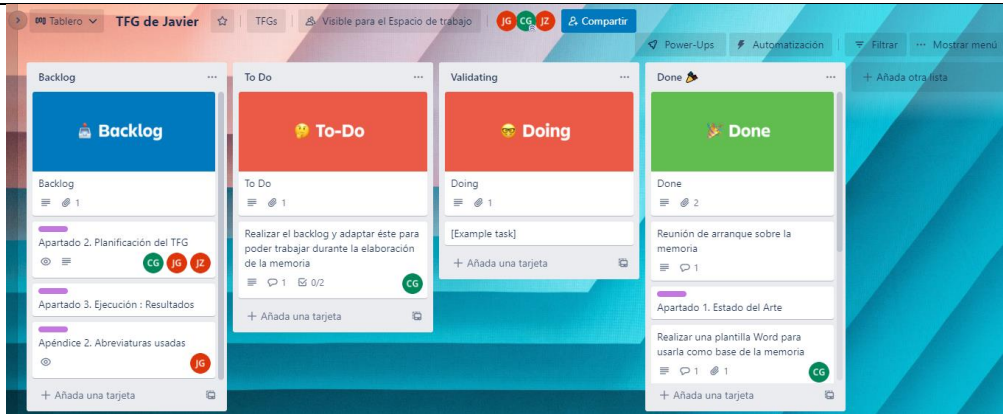 Tablero
TFG de Javier
TFGs
Visible para el Espacio de trabajo
JG CG JZ
Compartir
Power-Ups
Automatización
Filtrar
··· Mostrar menú
Backlog ···
Backlog
Backlog
1
Apartado 2. Planificación del TFG
CG JG JZ
Apartado 3. Ejecución : Resultados
Apéndice 2. Abreviaturas usadas
JG
+ Añada una tarjeta
To Do ···
To-Do
To Do
1
Realizar el backlog y adaptar éste para
poder trabajar durante la elaboración
de la memoria
1 0/2
CG
+ Añada una tarjeta
Validating ···
Doing
Doing
1
[Example task]
+ Añada una tarjeta
Done 🎉 ···
Done
Done
2
Reunión de arranque sobre la
memoria
1
Apartado 1. Estado del Arte
Realizar una plantilla Word para
usarla como base de la memoria
1 1
CG
+ Añada una tarjeta
+ Añada otra lista